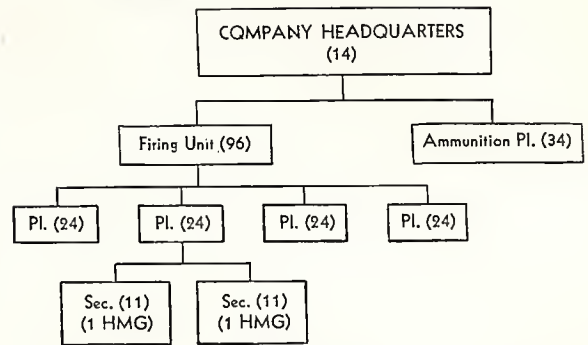 COMPANY HEADQUARTERS
(14)
Firing Unit (96)
Ammunition Pl. (34)
Pl. (24)
Pl. (24)
Pl. (24)
Pl. (24)
Sec. (11)
(1 HMG)
Sec. (11)
(1 HMG)